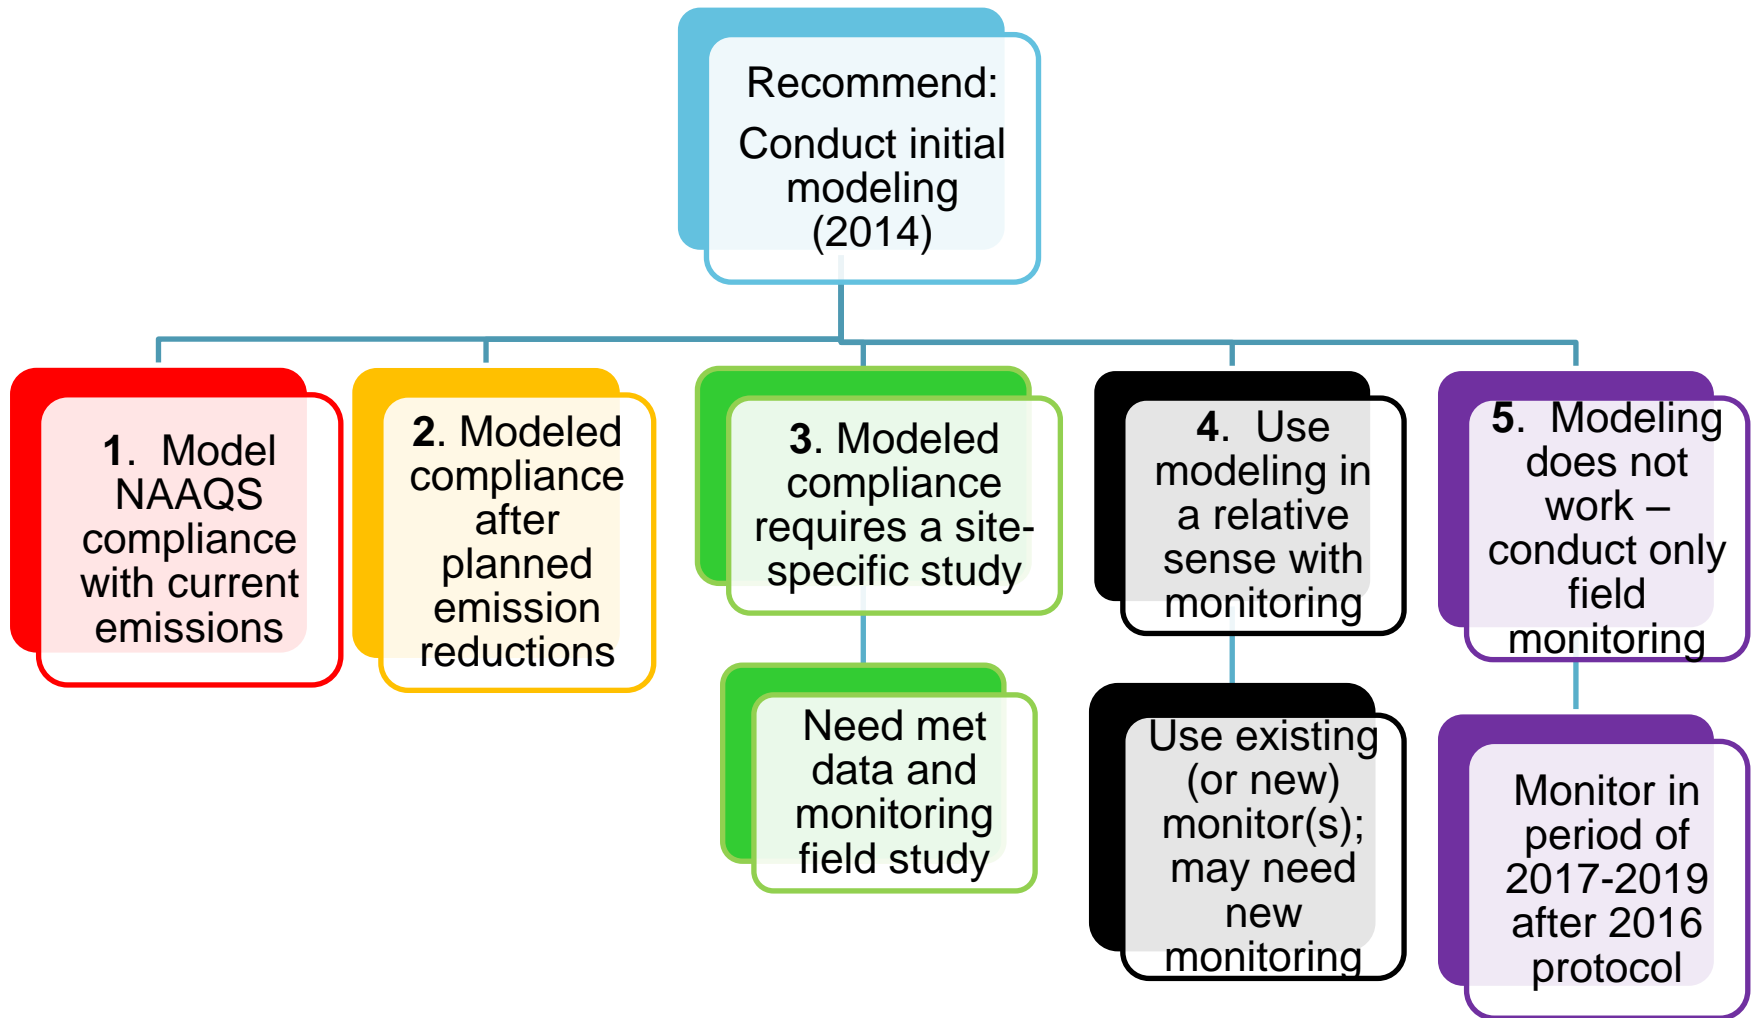 Recommend:
Conduct initial
modeling
(2014)
1. Model
NAAQS
compliance
with current
emissions
2. Modeled
compliance
after
planned
emission
reductions
3. Modeled
compliance
requires a site-
specific study
4. Use
modeling in
a relative
sense with
monitoring
5. Modeling
does not
work –
conduct only
field
monitoring
Need met
data and
monitoring
field study
Use existing
(or new)
monitor(s);
may need
new
monitoring
Monitor in
period of
2017-2019
after 2016
protocol